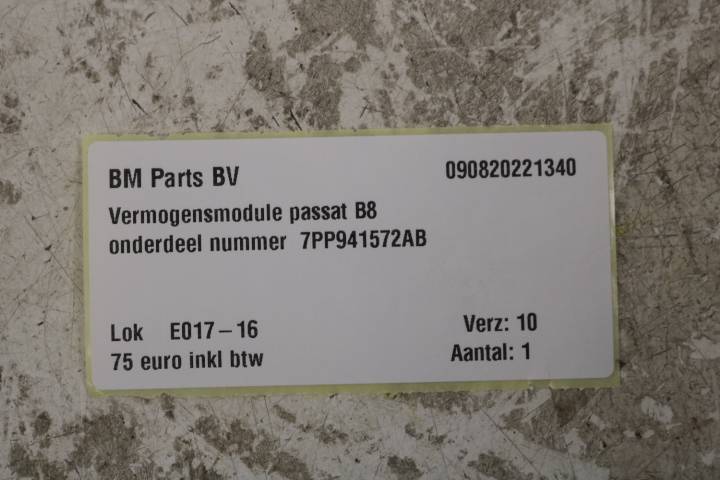 BM Parts BV 090820221340
Vermogensmodule passat B8
onderdeel nummer 7PP941572AB
Lok E017-16 Verz: 10
75 euro inkl btw Aantal: 1